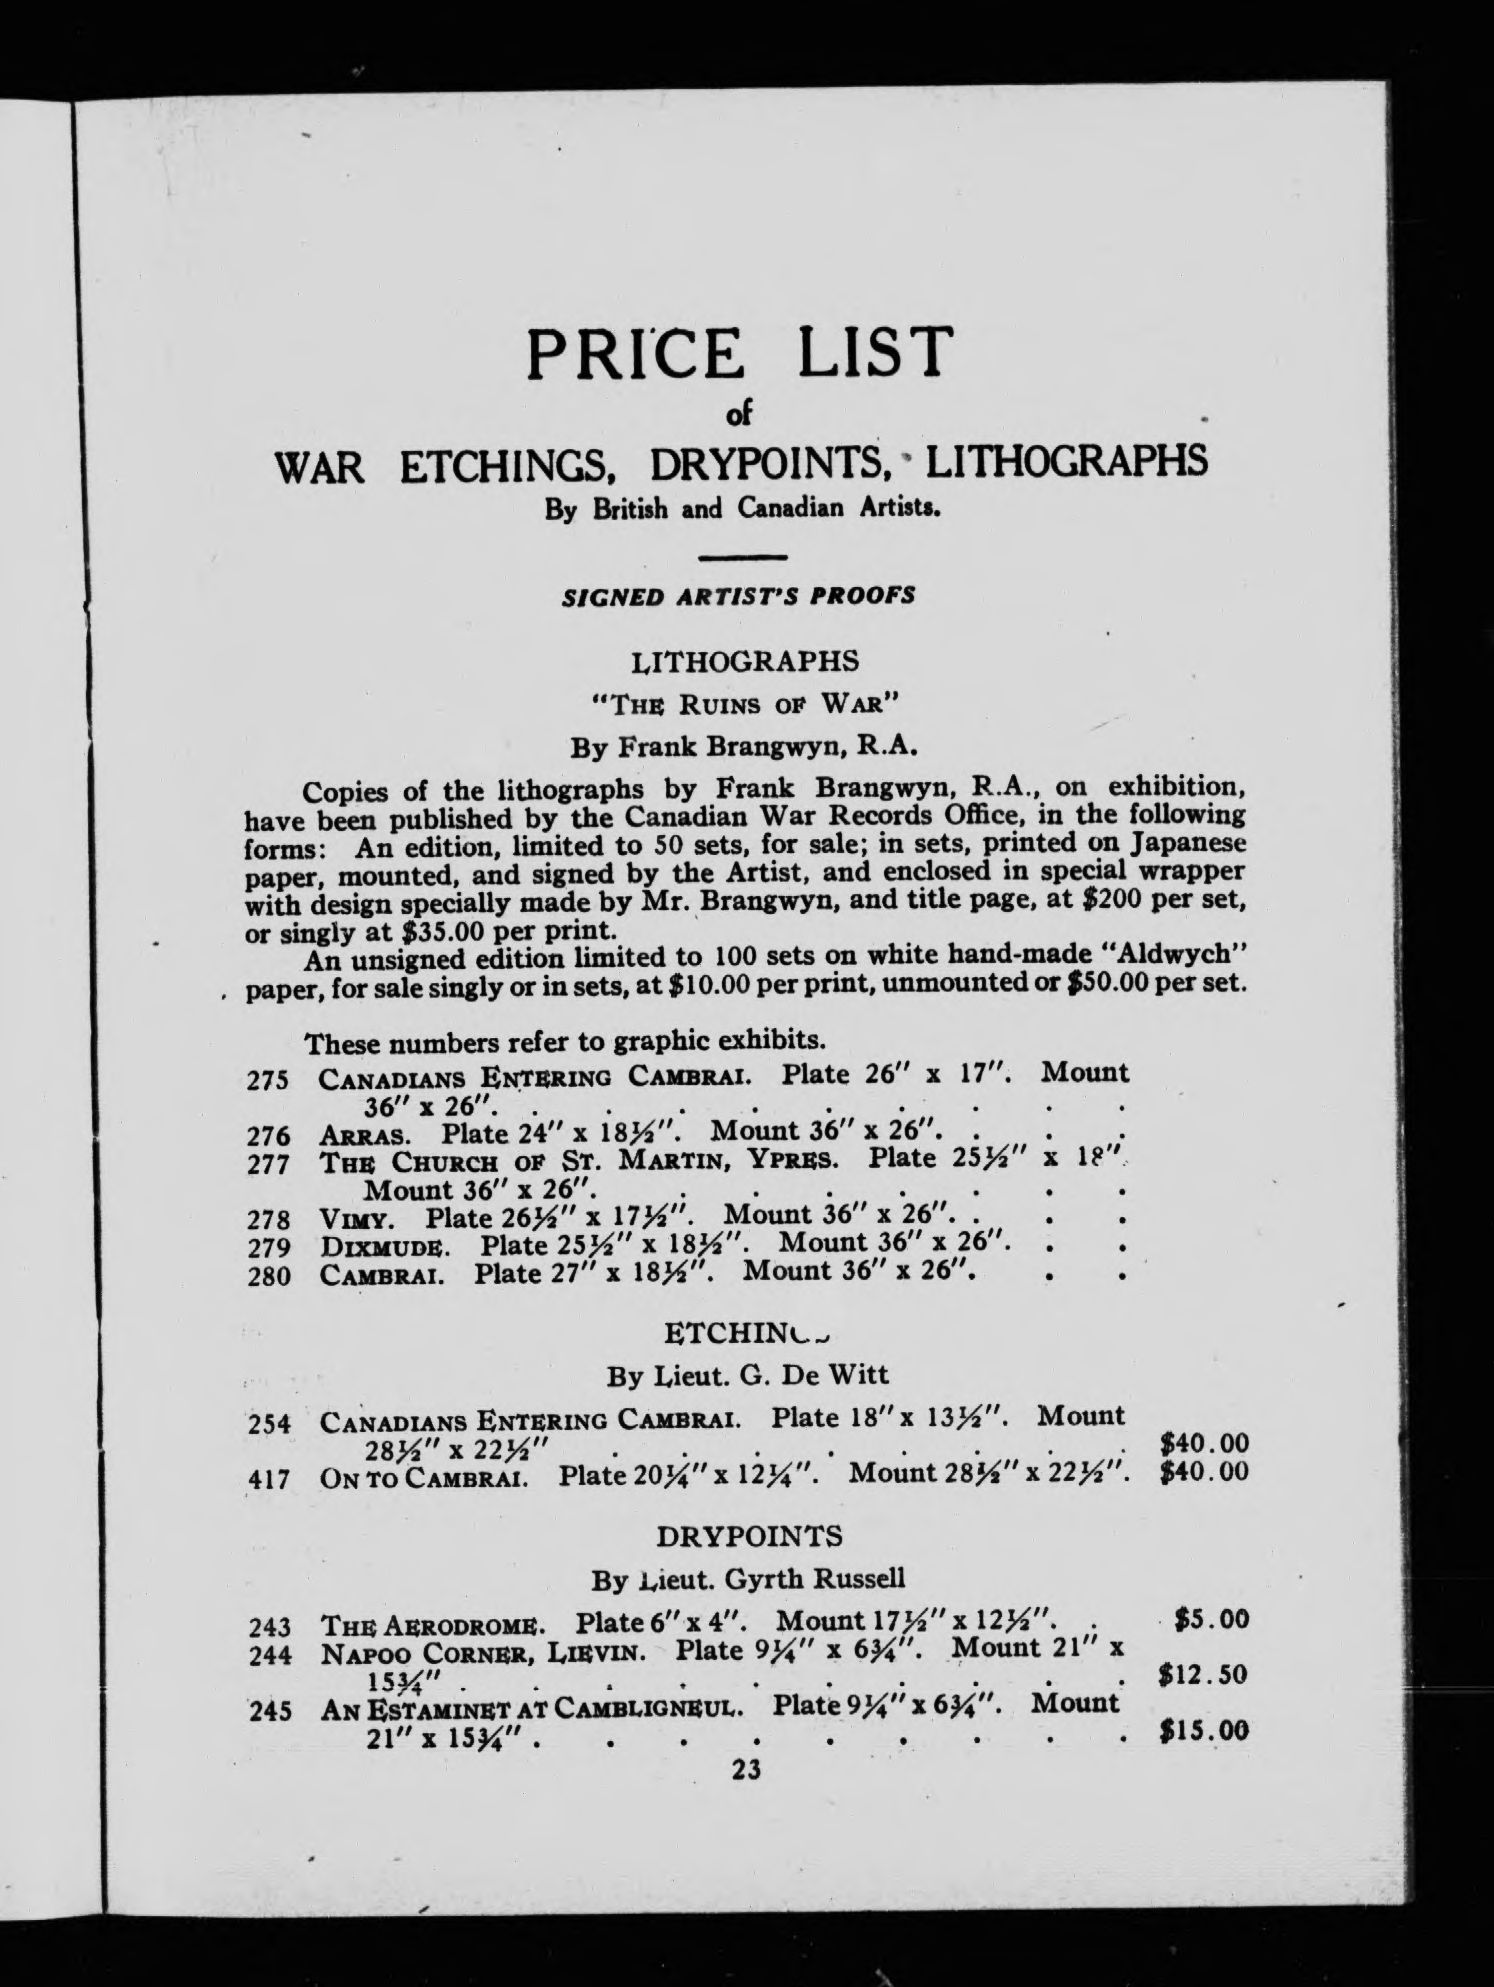 PRICE LIST
of
WAR ETCHINGS, DRYPOINTS, LITHOGRAPHS
By British and Canadian Artists.
SIGNED ARTIST'S PROOFS
LITHOGRAPHS
"THE RUINS OF WAR"
By Frank Brangwyn, R.A.
Copies of the lithographs by Frank Brangwyn, R.A., on exhibition,
have been published by the Canadian War Records Office, in the following
forms: An edition, limited to 50 sets, for sale; in sets, printed on Japanese
paper, mounted, and signed by the Artist, and enclosed in special wrapper
with design specially made by Mr. Brangwyn, and title page, at $200 per set,
or singly at $35.00 per print.
An unsigned edition limited to 100 sets on white hand-made "Aldwych"
paper, for sale singly or in sets, at $10.00 per print, unmounted or $50.00 per set.
These numbers refer to graphic exhibits.
275 CANADIANS ENTERING CAMBRAI. Plate 26" x 17". Mount
36" x 26". . . . . . . . . .
276 ARRAS. Plate 24" x 18½". Mount 36" x 26". . . .
277 THE CHURCH OF ST. MARTIN, YPRES. Plate 25½" x 18".
Mount 36" x 26". . . . . . . .
278 VIMY. Plate 26½" x 17½". Mount 36" x 26". . . .
279 DIXMUDE. Plate 25½" x 18½". Mount 36" x 26". . .
280 CAMBRAI. Plate 27" x 18½". Mount 36" x 26". . .
ETCHINGS
By Lieut. G. De Witt
254 CANADIANS ENTERING CAMBRAI. Plate 18" x 13½". Mount
28½" x 22½" . . . . . . . . $40.00
417 ON TO CAMBRAI. Plate 20¼" x 12¼". Mount 28½" x 22½". $40.00
DRYPOINTS
By Lieut. Gyrth Russell
243 THE AERODROME. Plate 6" x 4". Mount 17½" x 12½". . $5.00
244 NAPOO CORNER, LIEVIN. Plate 9¼" x 6¾". Mount 21" x
15¾" . . . . . . . . . . $12.50
245 AN ESTAMINET AT CAMBLIGNEUL. Plate 9¼" x 6¾". Mount
21" x 15¾" . . . . . . . . . $15.00
23